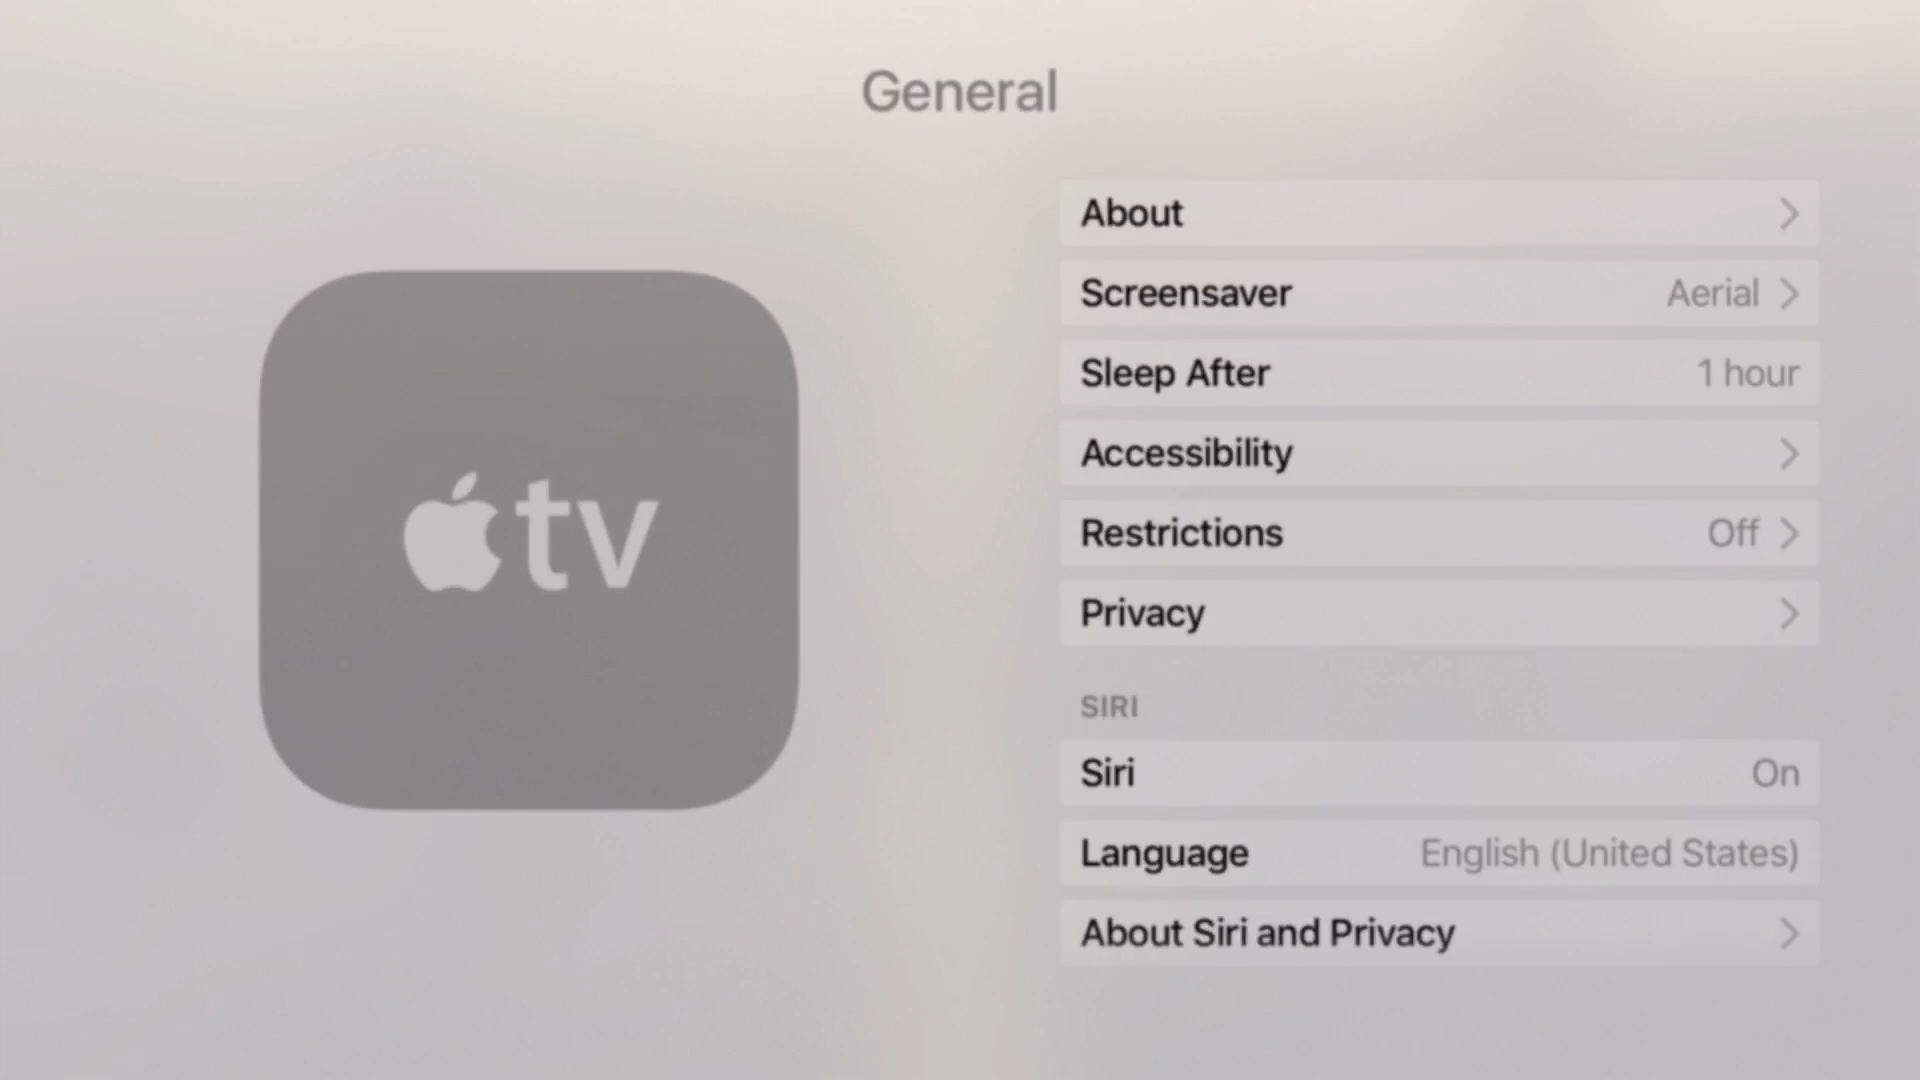 General
About
Screensaver Aerial
Sleep After 1 hour
tv
Accessibility
Restrictions Off
Privacy
SIRI
Siri On
Language English (United States)
About Siri and Privacy